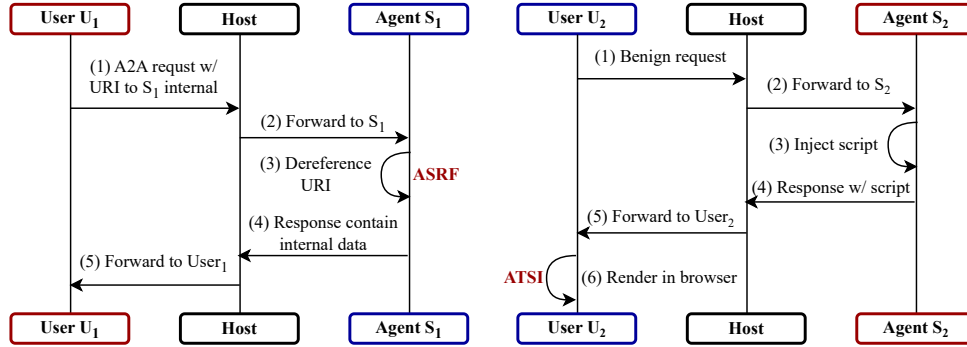 User U1
Host
Agent S1
(1) A2A requst w/
URI to S1 internal
(2) Forward to S1
(3) Dereference
URI
ASRF
(4) Response contain
internal data
(5) Forward to User1
User U1
Host
Agent S1
User U2
Host
Agent S2
(1) Benign request
(2) Forward to S2
(3) Inject script
(4) Response w/ script
(5) Forward to User2
ATSI
(6) Render in browser
User U2
Host
Agent S2